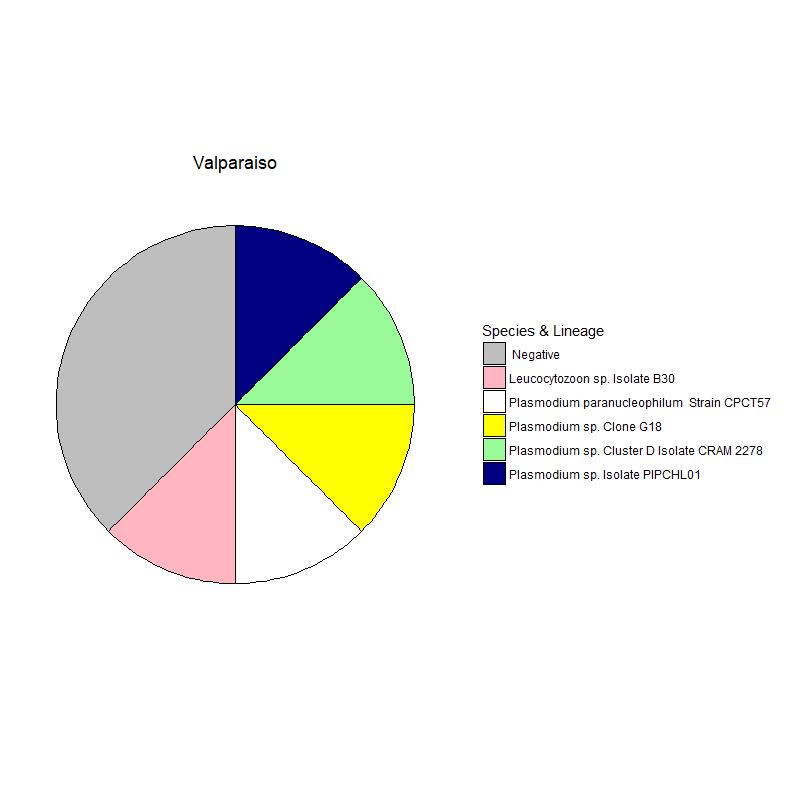 Valparaiso
Species & Lineage
Negative
Leucocytozoon sp. Isolate B30
Plasmodium paranucleophilum  Strain CPCT57
Plasmodium sp. Clone G18
Plasmodium sp. Cluster D Isolate CRAM 2278
Plasmodium sp. Isolate PIPCHL01